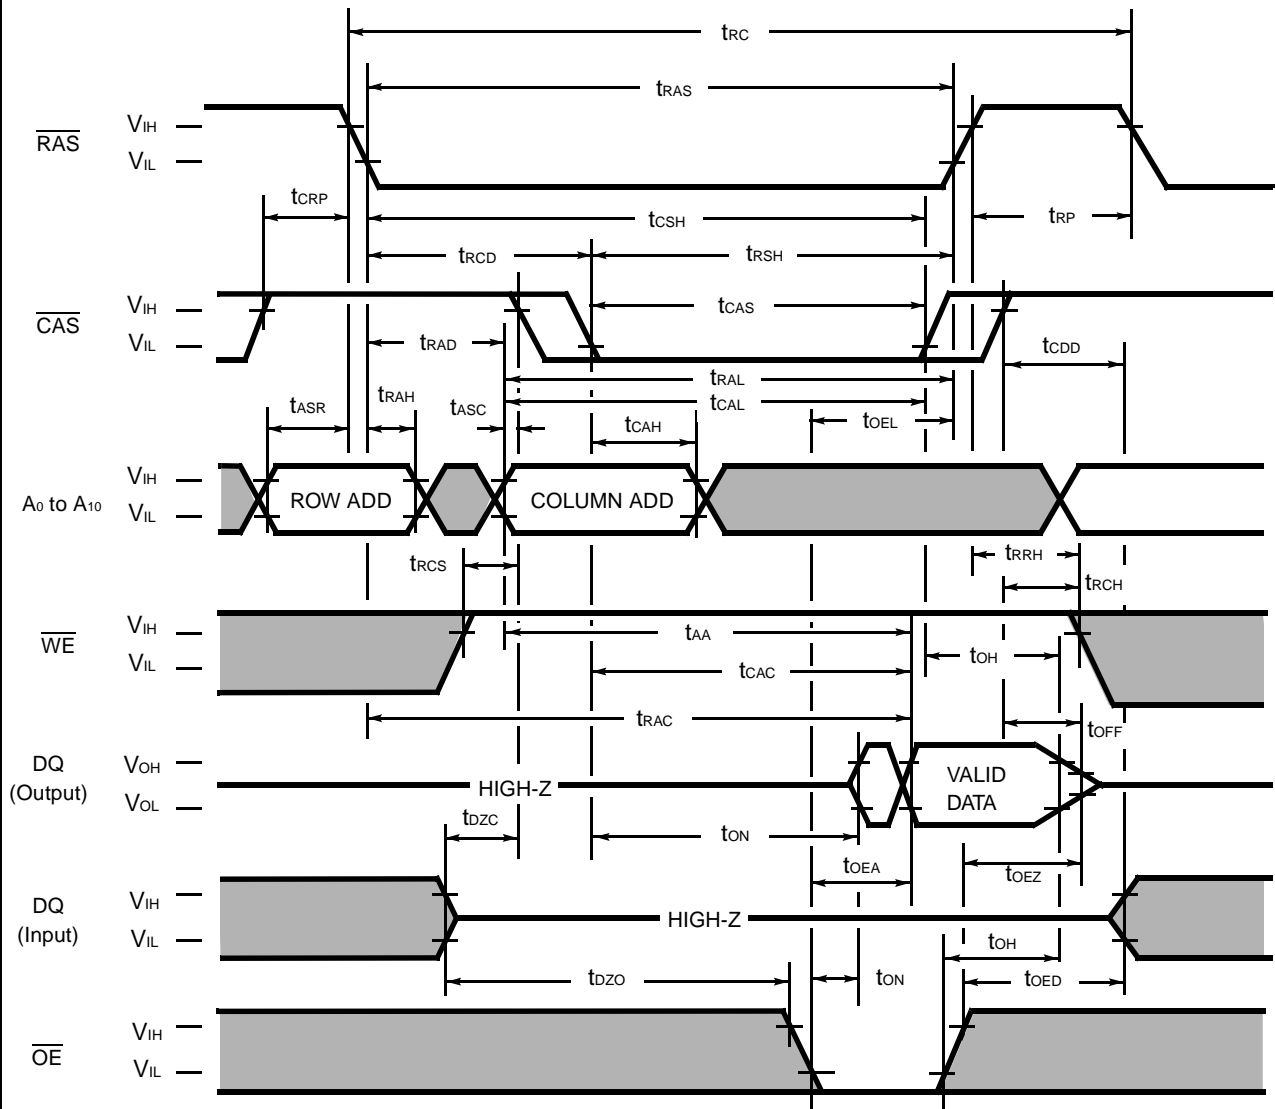 tRC
tRAS
RAS
VIH
VIL
tCRP
tCSH
tRP
tRCD
tRSH
CAS
VIH
VIL
tCAS
tRAD
tCDD
tRAL
tCAL
tASR
tRAH
tASC
tCAH
tOEL
A0 to A10
VIH
VIL
ROW ADD
COLUMN ADD
tRCS
tRRH
tRCH
WE
VIH
VIL
tAA
tOH
tCAC
tRAC
tOFF
DQ
(Output)
VOH
VOL
HIGH-Z
VALID
DATA
tDZC
tON
tOEA
tOEZ
DQ
(Input)
VIH
VIL
HIGH-Z
tOH
tDZO
tON
tOED
OE
VIH
VIL